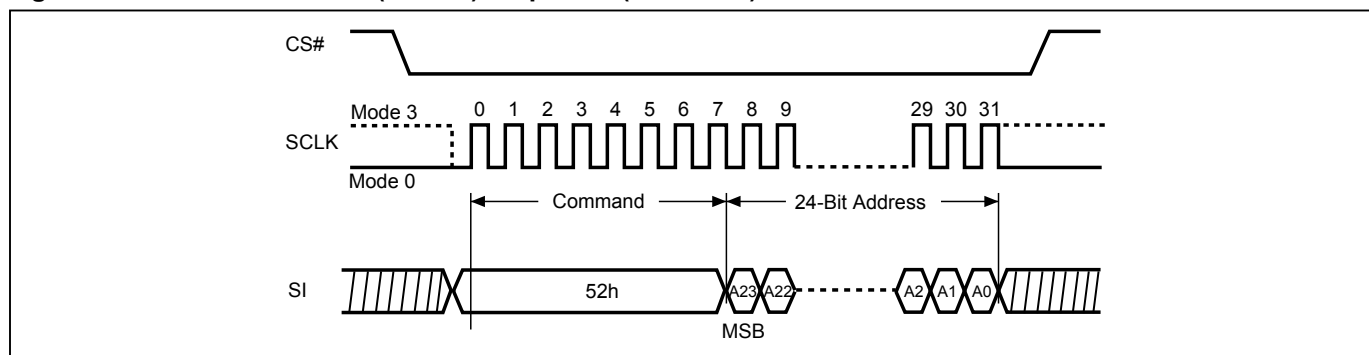 CS#
Mode 3 0 1 2 3 4 5 6 7 8 9 29 30 31
SCLK
Mode 0
Command 24-Bit Address
SI 52h A23 A22 A2 A1 A0
MSB